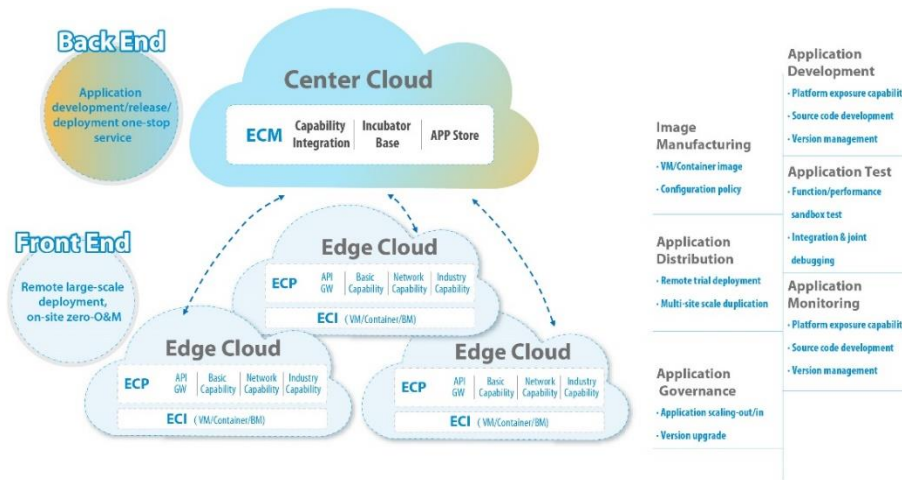 Back End
Application
development/release/
deployment one-stop
service
Center Cloud
ECM
Capability
Integration
Incubator
Base
APP Store
Front End
Remote large-scale
deployment,
on-site zero-O&M
Edge Cloud
ECP
API
GW
Basic
Capability
Network
Capability
Industry
Capability
ECI ( VM/Container/BM)
Edge Cloud
ECP
API
GW
Basic
Capability
Network
Capability
Industry
Capability
ECI ( VM/Container/BM)
Edge Cloud
ECP
API
GW
Basic
Capability
Network
Capability
Industry
Capability
ECI ( VM/Container/BM)
Image
Manufacturing
· VM/Container image
· Configuration policy
Application
Distribution
· Remote trial deployment
· Multi-site scale duplication
Application
Governance
· Application scaling-out/in
· Version upgrade
Application
Development
· Platform exposure capabilit
· Source code development
· Version management
Application Test
· Function/performance
sandbox test
· Integration & joint
debugging
Application
Monitoring
· Platform exposure capabilit
· Source code development
· Version management